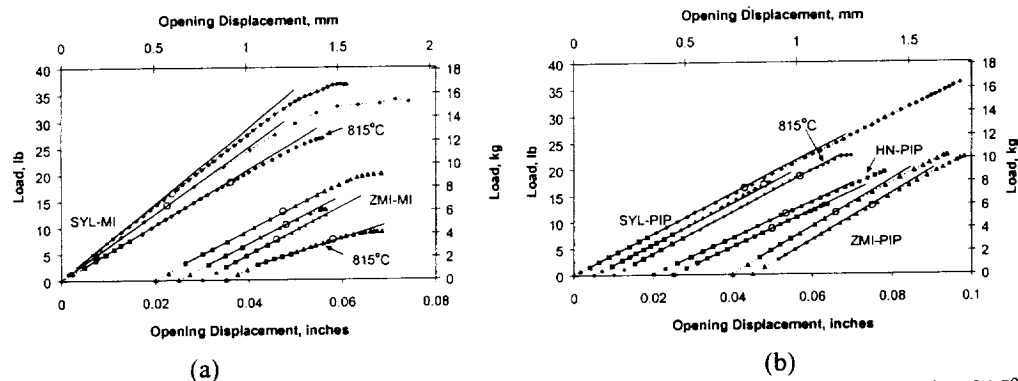 Opening Displacement, mm
0 0.5 1 1.5 2
Load, lb
40
35
30
25
20
15
10
5
0
18
16
14
12
10
8
6
4
2
0
Load, kg
815°C
SYL-MI
ZMI-MI
815°C
0 0.02 0.04 0.06 0.08
Opening Displacement, inches
(a)
Opening Displacement, mm
0 0.5 1 1.5
Load, lb
40
35
30
25
20
15
10
5
0
18
16
14
12
10
8
6
4
2
0
Load, kg
815°C
HN-PIP
SYL-PIP
ZMI-PIP
0 0.02 0.04 0.06 0.08 0.1
Opening Displacement, inches
(b)